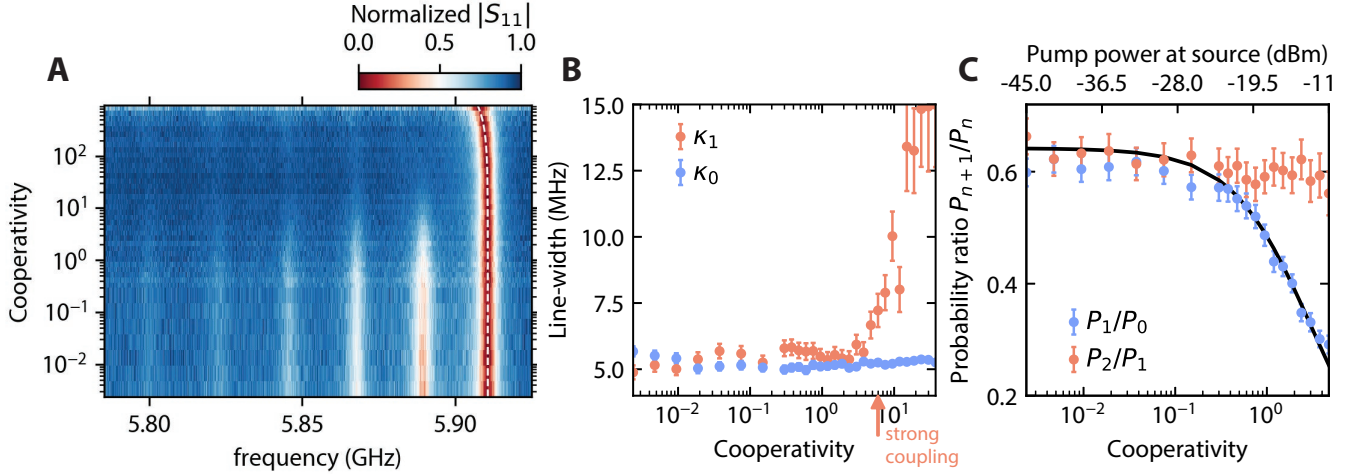 Normalized |S₁₁|
0.0 0.5 1.0
A
Cooperativity
10² 10¹ 10⁰ 10⁻¹ 10⁻²
5.80 5.85 5.90
frequency (GHz)
B
Line-width (MHz)
15.0 12.5 10.0 7.5 5.0
κ₁
κ₀
10⁻² 10⁻¹ 10⁰ 10¹
Cooperativity
strong
coupling
C
Pump power at source (dBm)
-45.0 -36.5 -28.0 -19.5 -11
Probability ratio Pₙ₊₁/Pₙ
0.6 0.4 0.2
P₁/P₀
P₂/P₁
10⁻² 10⁻¹ 10⁰
Cooperativity